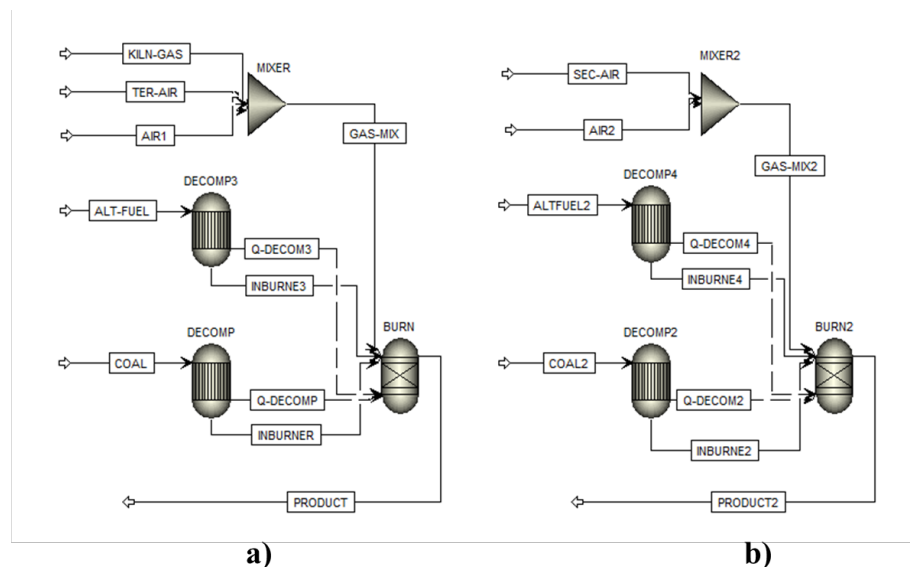 KILN-GAS
MIXER
TER-AIR
AIR1
GAS-MIX
DECOMP3
ALT-FUEL
Q-DECOM3
INBURNE3
DECOMP
BURN
COAL
Q-DECOMP
INBURNER
PRODUCT
a)
MIXER2
SEC-AIR
AIR2
GAS-MIX2
DECOMP4
ALTFUEL2
Q-DECOM4
INBURNE4
DECOMP2
BURN2
COAL2
Q-DECOM2
INBURNE2
PRODUCT2
b)